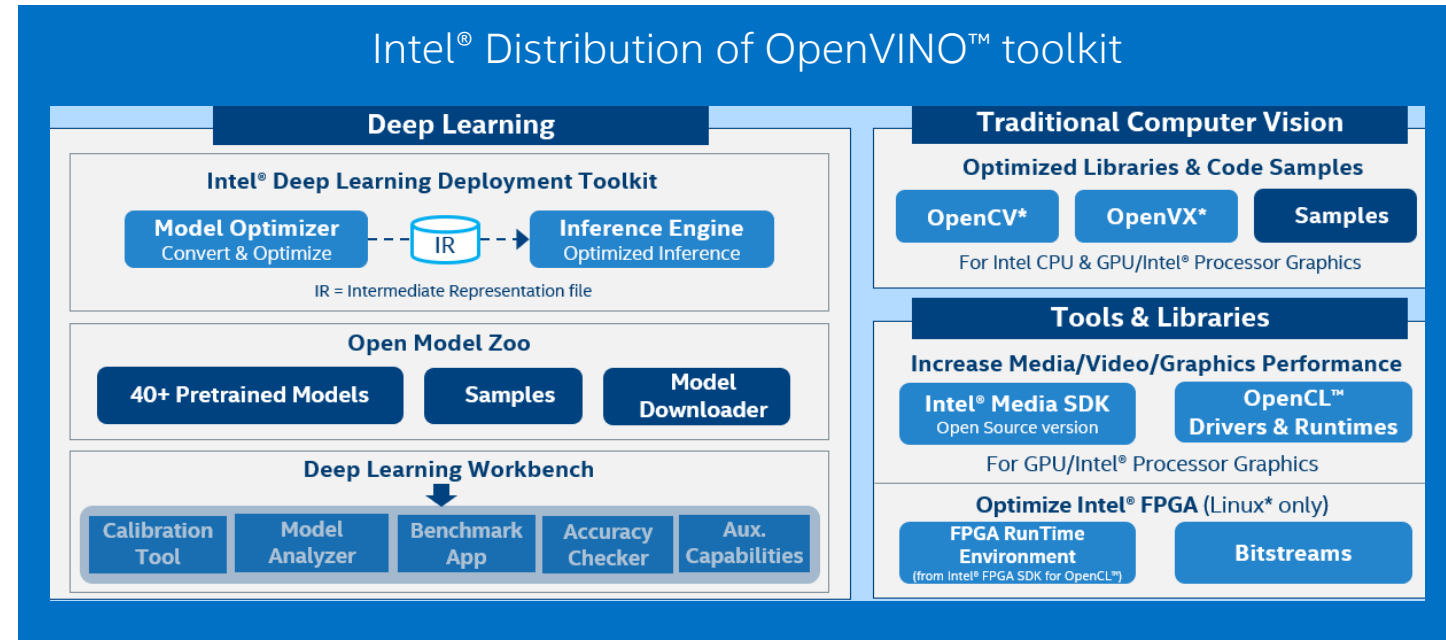 Intel® Distribution of OpenVINO™ toolkit
Deep Learning
Intel® Deep Learning Deployment Toolkit
Model Optimizer
Convert & Optimize
IR
Inference Engine
Optimized Inference
IR = Intermediate Representation file
Open Model Zoo
40+ Pretrained Models
Samples
Model
Downloader
Deep Learning Workbench
Calibration
Tool
Model
Analyzer
Benchmark
App
Accuracy
Checker
Aux.
Capabilities
Traditional Computer Vision
Optimized Libraries & Code Samples
OpenCV*
OpenVX*
Samples
For Intel CPU & GPU/Intel® Processor Graphics
Tools & Libraries
Increase Media/Video/Graphics Performance
Intel® Media SDK
Open Source version
OpenCL™
Drivers & Runtimes
For GPU/Intel® Processor Graphics
Optimize Intel® FPGA (Linux* only)
FPGA RunTime
Environment
(from Intel® FPGA SDK for OpenCL™)
Bitstreams